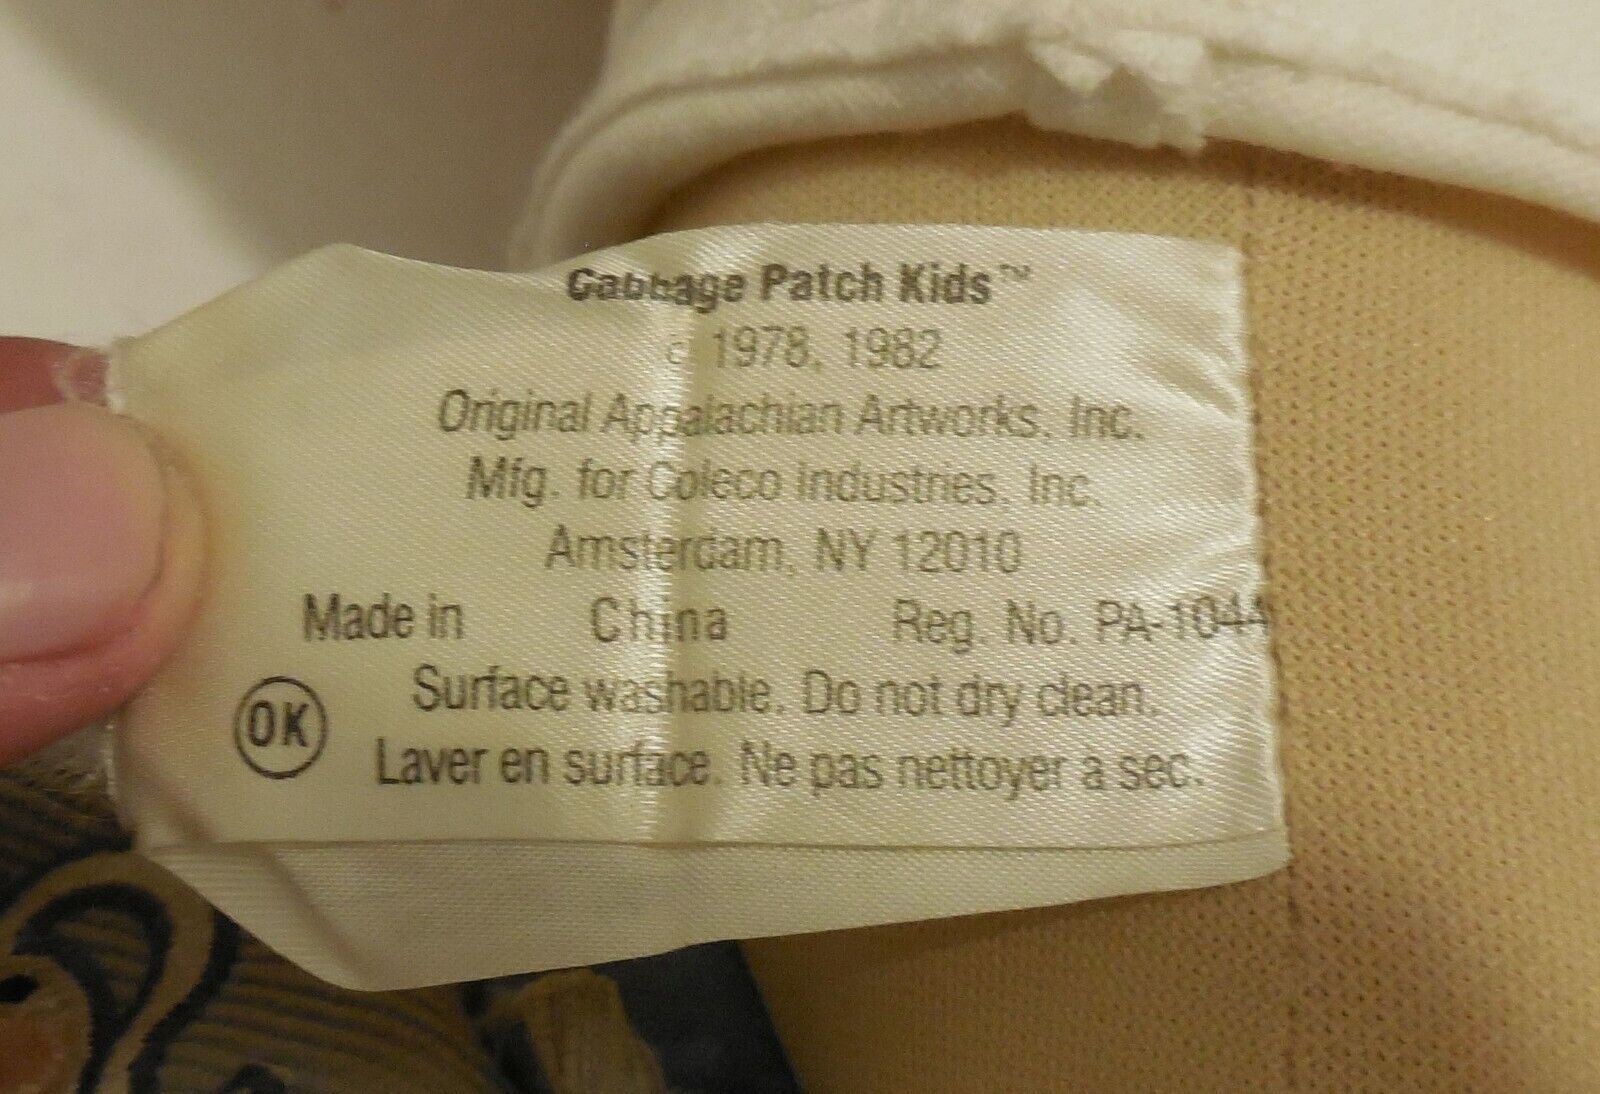 Cabbage Patch Kids™
© 1978, 1982
Original Appalachian Artworks, Inc.
Mfg. for Coleco Industries, Inc.
Amsterdam, NY 12010
Made in China Reg. No. PA-1044
Surface washable. Do not dry clean.
OK
Laver en surface. Ne pas nettoyer à sec.